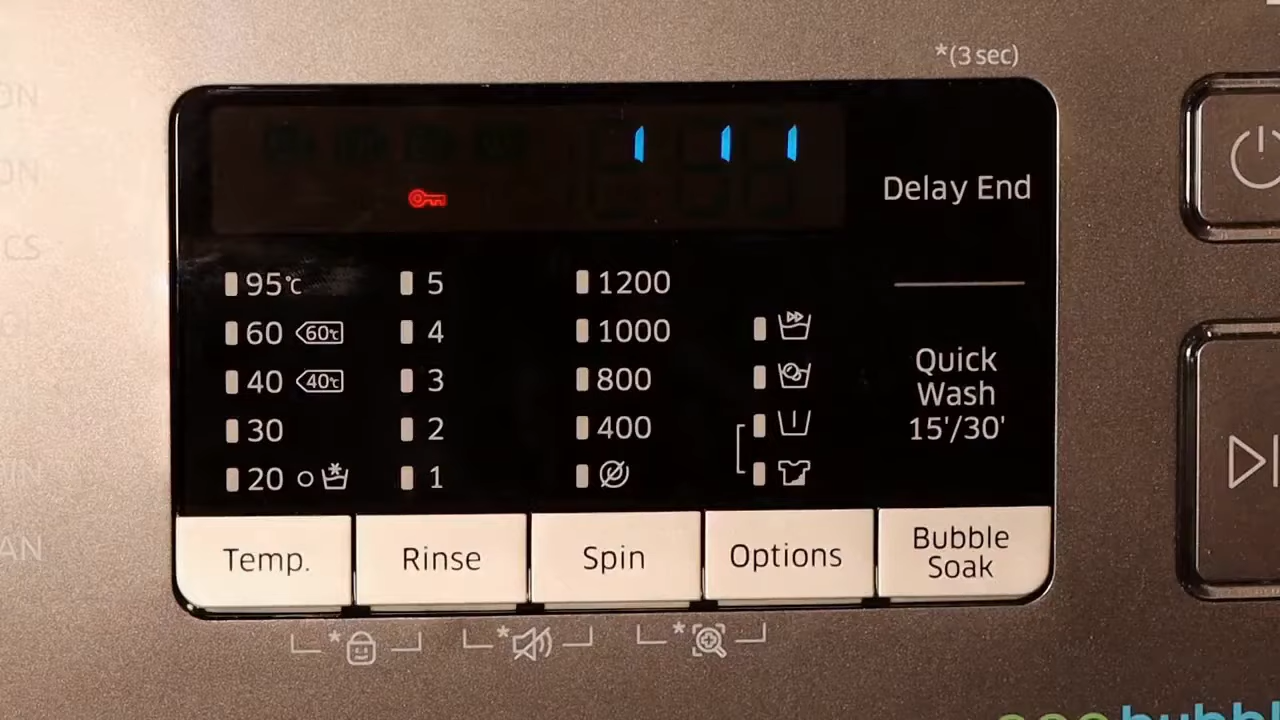 *(3 sec)
Delay End
95℃ 5 1200
60 60℃ 4 1000
40 40℃ 3 800
30 2 400
20 1
Quick
Wash
15'/30'
Temp. Rinse Spin Options Bubble
Soak
* * *
bubbl